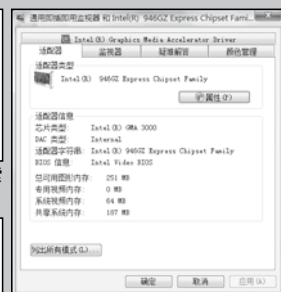 通用即插即用监视器 和 Intel(R) 946GZ Express Chipset Fami...
Intel(R) Graphics Media Accelerator Driver
适配器 监视器 疑难解答 颜色管理
适配器类型
Intel(R) 946GZ Express Chipset Family
属性(P)
适配器信息
芯片类型: Intel(R) GMA 3000
DAC 类型: Internal
适配器字符串: Intel(R) 946GZ Express Chipset Family
BIOS 信息: Intel Video BIOS
总可用图形内存: 251 MB
专用视频内存: 0 MB
系统视频内存: 64 MB
共享系统内存: 187 MB
列出所有模式(L)...
确定 取消 应用(A)